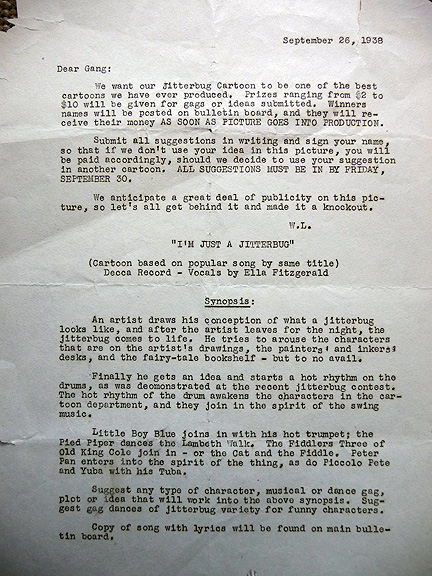 September 26, 1938
Dear Gang:
We want our Jitterbug Cartoon to be one of the best
cartoons we have ever produced. Prizes ranging from $2 to
$10 will be given for gags or ideas submitted. Winners
names will be posted on bulletin board, and they will re-
ceive their money AS SOON AS PICTURE GOES INTO PRODUCTION.
Submit all suggestions in writing and sign your name,
so that if we don't use your idea in this picture, you will
be paid accordingly, should we decide to use your suggestion
in another cartoon. ALL SUGGESTIONS MUST BE IN BY FRIDAY,
SEPTEMBER 30.
We anticipate a great deal of publicity on this pic-
ture, so let's all get behind it and made it a knockout.
W.L.
"I'M JUST A JITTERBUG"
(Cartoon based on popular song by same title)
Decca Record - Vocals by Ella Fitzgerald
Synopsis:
An artist draws his conception of what a jitterbug
looks like, and after the artist leaves for the night, the
jitterbug comes to life. He tries to arouse the characters
that are on the artist's drawings, the painters' and inkers'
desks, and the fairy-tale bookshelf - but to no avail.
Finally he gets an idea and starts a hot rhythm on the
drums, as was deomonstrated at the recent jitterbug contest.
The hot rhythm of the drum awakens the characters in the car-
toon department, and they join in the spirit of the swing
music.
Little Boy Blue joins in with his hot trumpet; the
Pied Piper dances the Lambeth Walk. The Fiddlers Three of
Old King Cole join in - or the Cat and the Fiddle. Peter
Pan enters into the spirit of the thing, as do Piccolo Pete
and Yuba with his Tuba.
Suggest any type of character, musical or dance gag,
plot or idea that will work into the above synopsis. Sug-
gest gag dances of jitterbug variety for funny characters.
Copy of song with lyrics will be found on main bulle-
tin board.